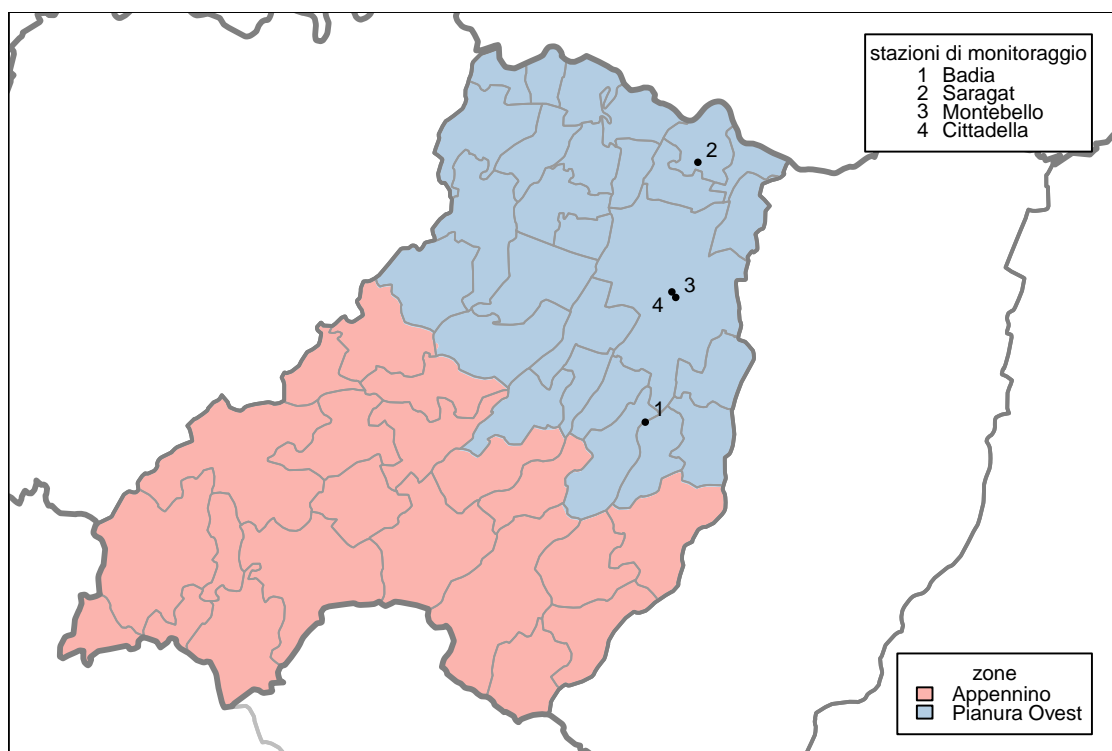 stazioni di monitoraggio
1 Badia
2 Saragat
3 Montebello
4 Cittadella
2
3
4
1
zone
Appennino
Pianura Ovest